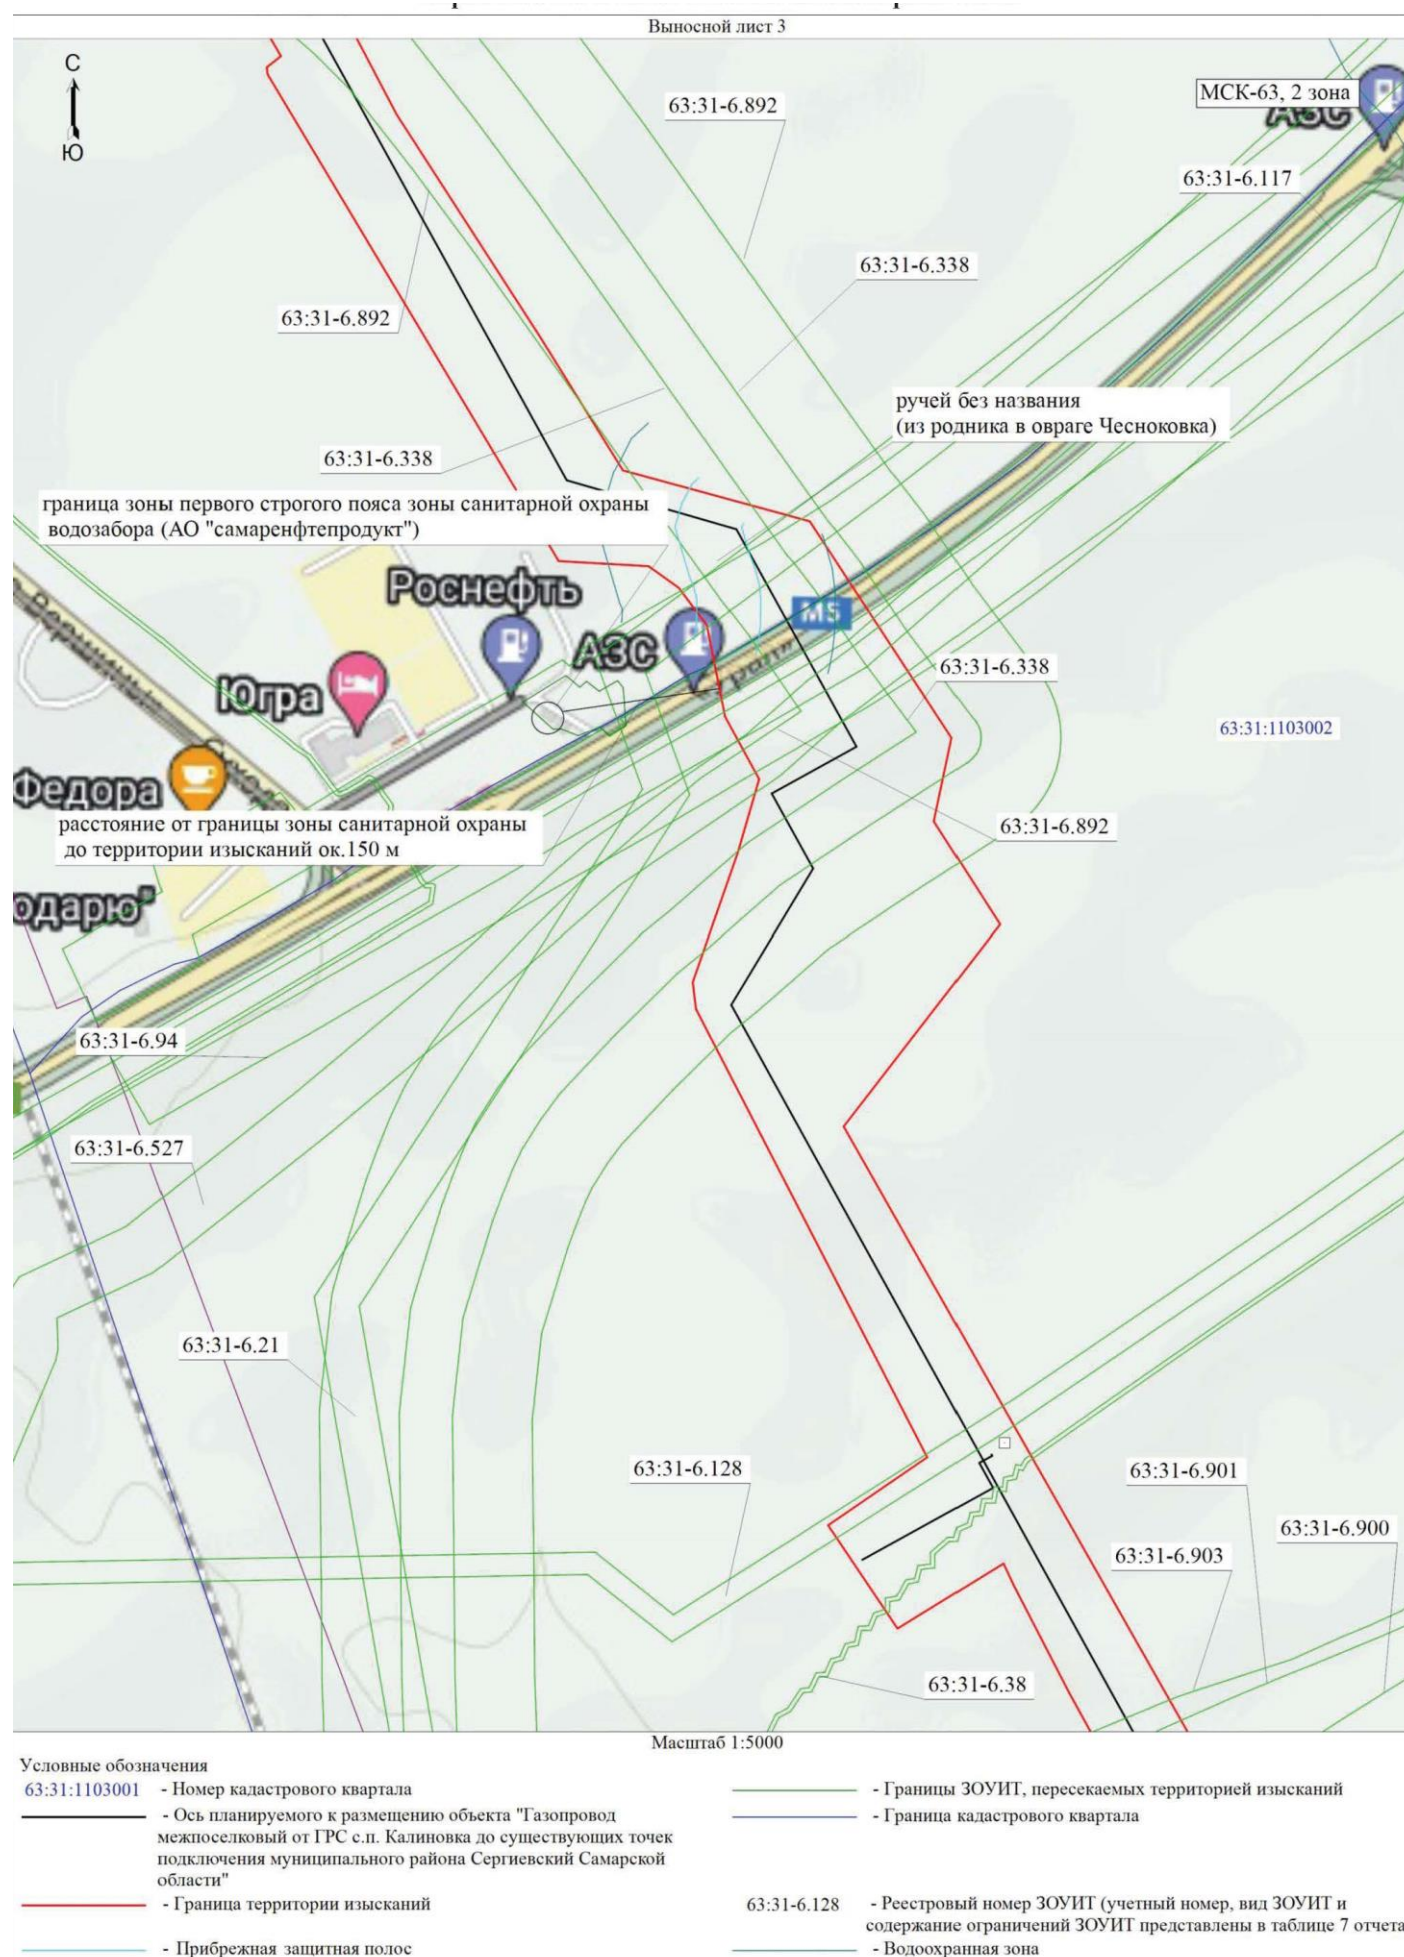 Выносной лист 3
С
Ю
63:31-6.892
МСК-63, 2 зона
АЗС
63:31-6.117
63:31-6.338
63:31-6.892
ручей без названия
(из родника в овраге Чесноковка)
63:31-6.338
граница зоны первого строгого пояса зоны санитарной охраны
водозабора (АО "самаренфтепродукт")
Роснефть
М5
АЗС
63:31-6.338
Югра
63:31:1103002
Федора
63:31-6.892
расстояние от границы зоны санитарной охраны
до территории изысканий ок.150 м
одарю"
63:31-6.94
63:31-6.527
63:31-6.21
63:31-6.128
63:31-6.901
63:31-6.900
63:31-6.903
63:31-6.38
Масштаб 1:5000
Условные обозначения
63:31:1103001 - Номер кадастрового квартала
- Ось планируемого к размещению объекта "Газопровод
межпоселковый от ГРС с.п. Калиновка до существующих точек
подключения муниципального района Сергиевский Самарской
области"
- Граница территории изысканий
- Прибрежная защитная полос
- Границы ЗОУИТ, пересекаемых территорией изысканий
- Граница кадастрового квартала
63:31-6.128 - Реестровый номер ЗОУИТ (учетный номер, вид ЗОУИТ и
содержание ограничений ЗОУИТ представлены в таблице 7 отчета
- Водоохранная зона